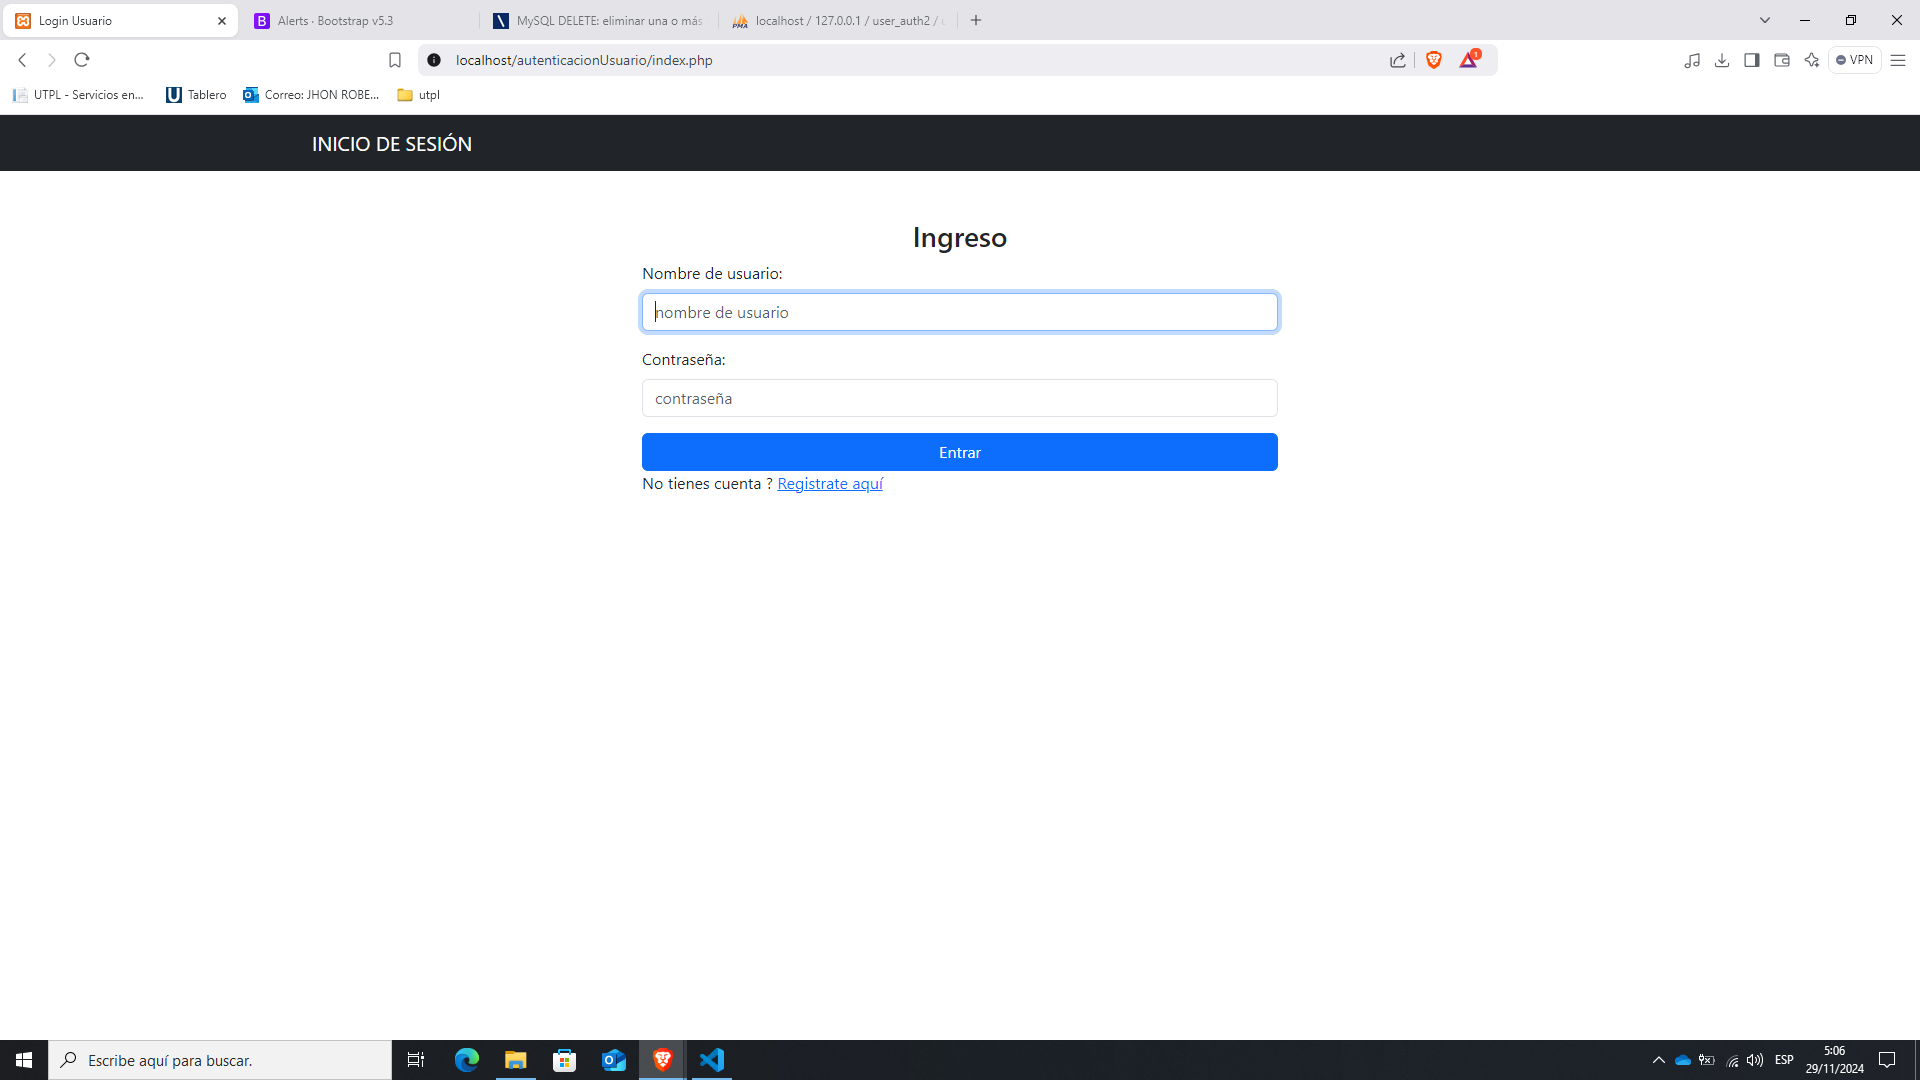 Login Usuario
Alerts · Bootstrap v5.3
MySQL DELETE: eliminar una o más
localhost / 127.0.0.1 / user_auth2 /
localhost/autenticacionUsuario/index.php
1
VPN
UTPL - Servicios en...
Tablero
Correo: JHON ROBE...
utpl
INICIO DE SESIÓN
Ingreso
Nombre de usuario:
nombre de usuario
Contraseña:
contraseña
Entrar
No tienes cuenta ? Registrate aquí
Escribe aquí para buscar.
ESP
5:06
29/11/2024